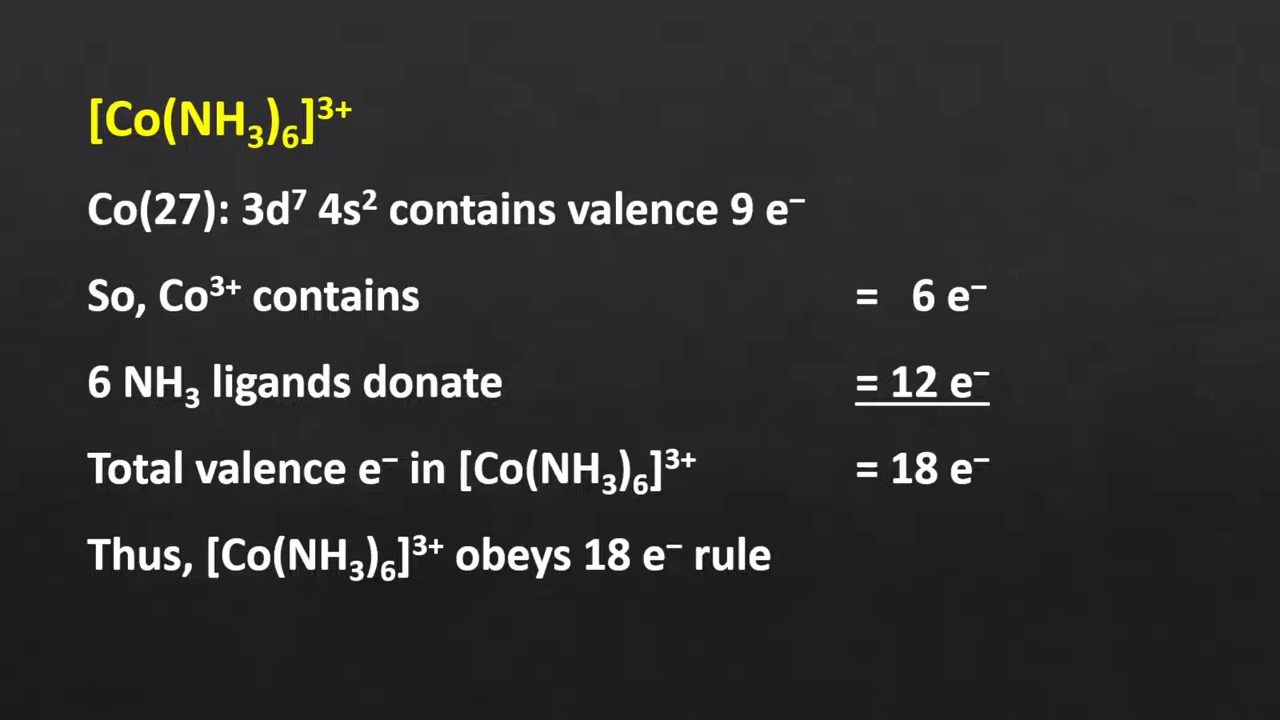 [Co(NH₃)₆]³⁺
Co(27): 3d⁷ 4s² contains valence 9 e⁻
So, Co³⁺ contains = 6 e⁻
6 NH₃ ligands donate = 12 e⁻
Total valence e⁻ in [Co(NH₃)₆]³⁺ = 18 e⁻
Thus, [Co(NH₃)₆]³⁺ obeys 18 e⁻ rule